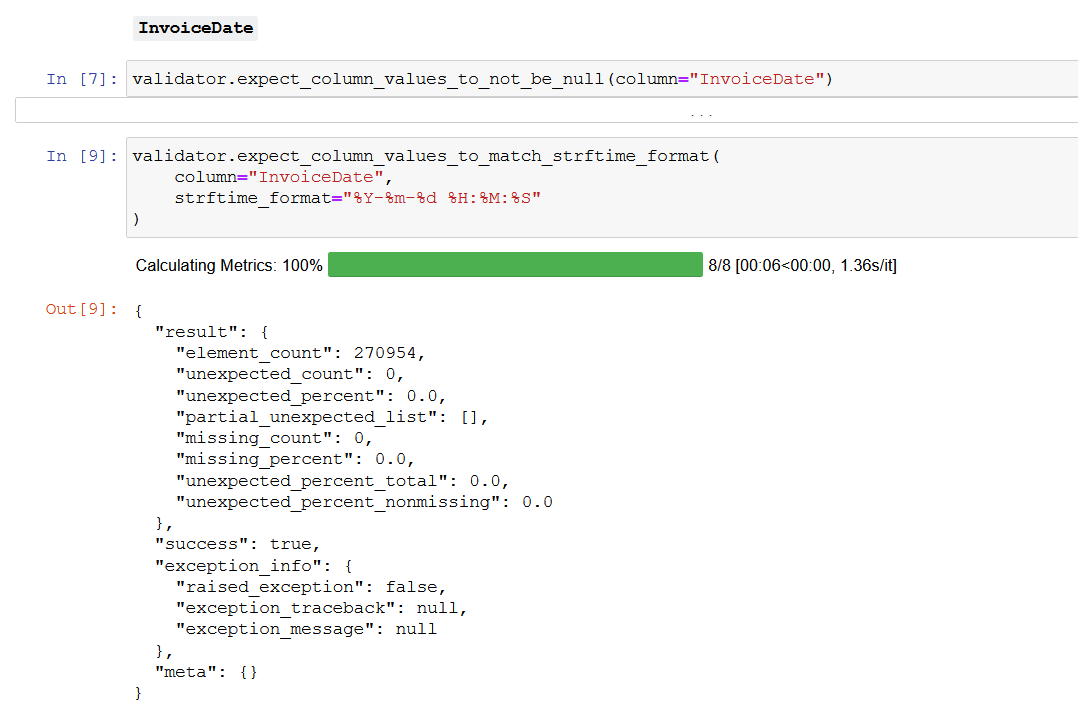 InvoiceDate
In [7]: validator.expect_column_values_to_not_be_null(column="InvoiceDate")
...
In [9]: validator.expect_column_values_to_match_strftime_format(
    column="InvoiceDate",
    strftime_format="%Y-%m-%d %H:%M:%S"
)
Calculating Metrics: 100% 8/8 [00:06<00:00, 1.36s/it]
Out[9]: {
  "result": {
    "element_count": 270954,
    "unexpected_count": 0,
    "unexpected_percent": 0.0,
    "partial_unexpected_list": [],
    "missing_count": 0,
    "missing_percent": 0.0,
    "unexpected_percent_total": 0.0,
    "unexpected_percent_nonmissing": 0.0
  },
  "success": true,
  "exception_info": {
    "raised_exception": false,
    "exception_traceback": null,
    "exception_message": null
  },
  "meta": {}
}